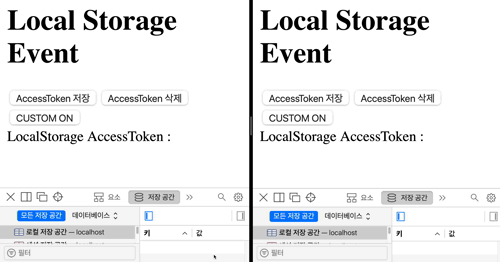 Local Storage
Event
AccessToken 저장 AccessToken 삭제
CUSTOM ON
LocalStorage AccessToken :
요소 저장 공간
모든 저장 공간 데이터베이스
로컬 저장 공간 — localhost
키 값
필터
Local Storage
Event
AccessToken 저장 AccessToken 삭제
CUSTOM ON
LocalStorage AccessToken :
요소 저장 공간
모든 저장 공간 데이터베이스
로컬 저장 공간 — localhost
키 값
필터